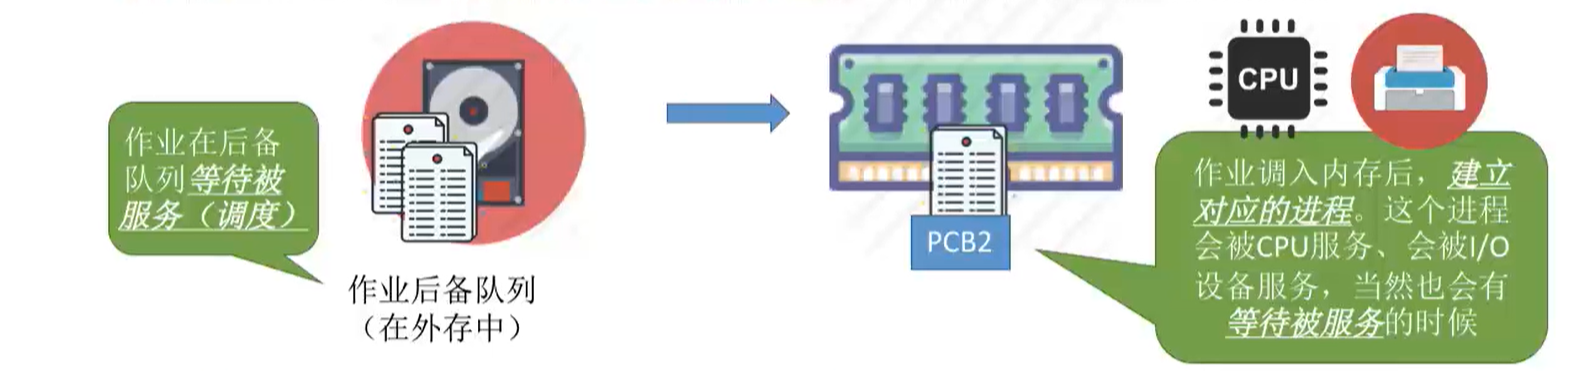 作业在后备
队列等待被
服务（调度）
作业后备队列
（在外存中）
PCB2
CPU
作业调入内存后，建立
对应的进程。这个进程
会被CPU服务、会被I/O
设备服务，当然也会有
等待被服务的时候